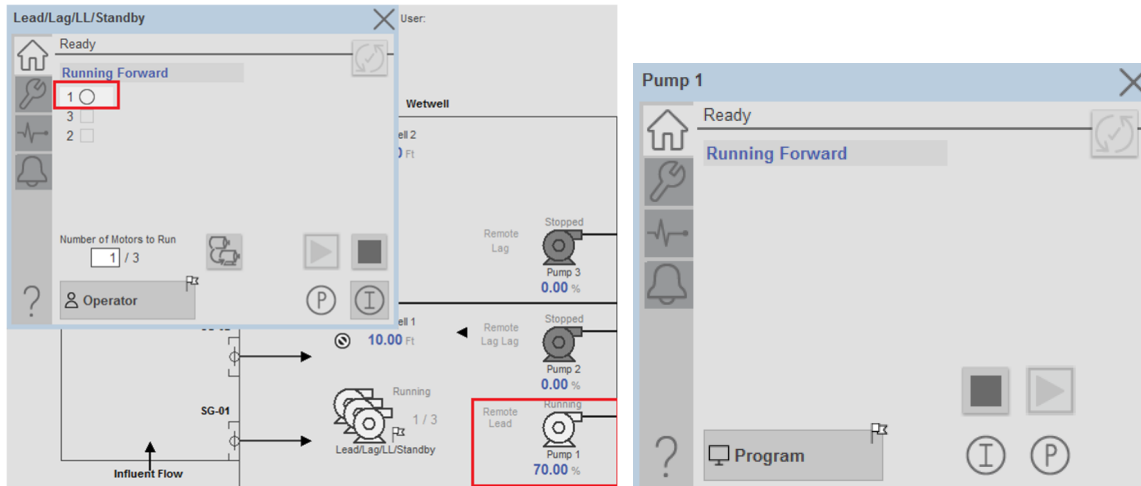 Lead/Lag/LL/Standby
User:
Ready
Running Forward
1
3
2
Number of Motors to Run
1 / 3
Operator
P
I
?
Wetwell
ell 2
Ft
Stopped
Remote
Lag
Pump 3
0.00 %
ell 1
10.00 Ft
Stopped
Remote
Lag Lag
Pump 2
0.00 %
Running
1 / 3
Lead/Lag/LL/Standby
Running
Remote
Lead
Pump 1
70.00 %
SG-01
Influent Flow
Pump 1
Ready
Running Forward
?
Program
I
P